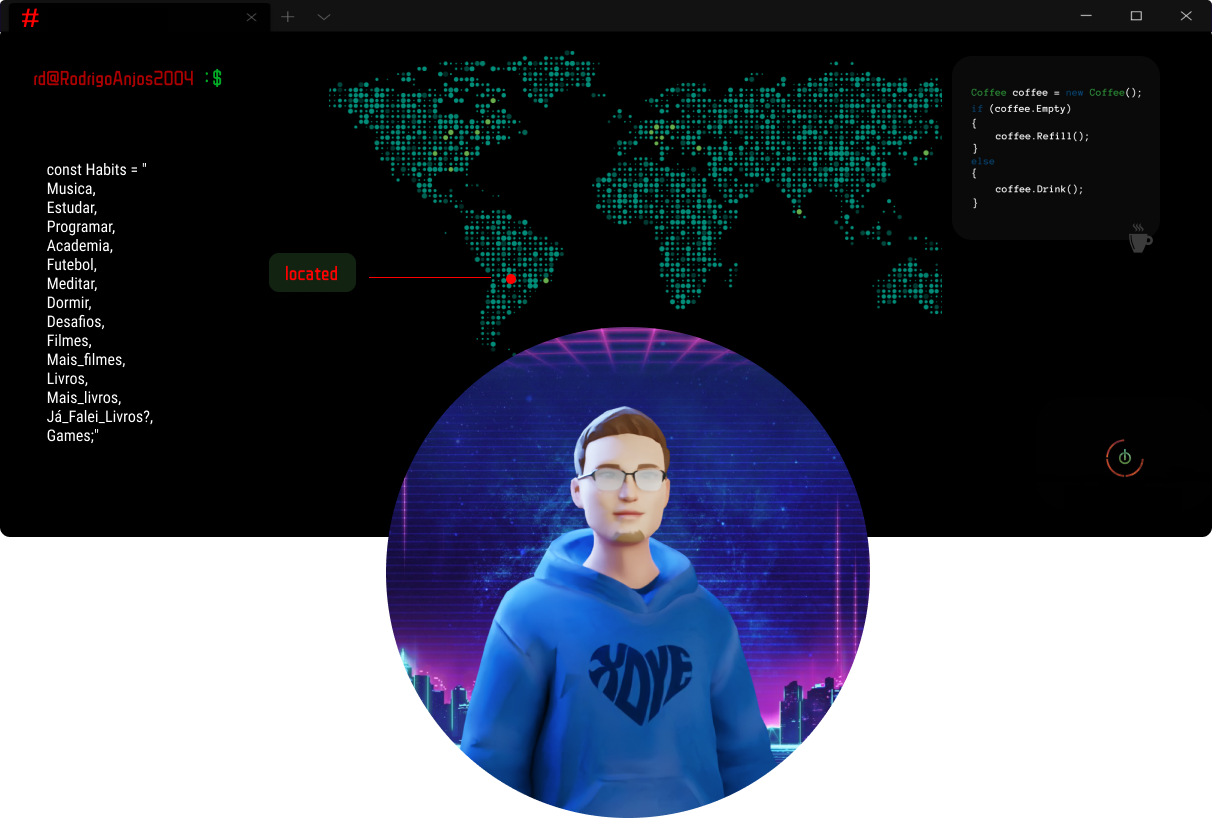 #
rd@RodrigoAnjos2004 :$
const Habits = "
Musica,
Estudar,
Programar,
Academia,
Futebol,
Meditar,
Dormir,
Desafios,
Filmes,
Mais_filmes,
Livros,
Mais_livros,
Já_Falei_Livros?,
Games;"
located
Coffee coffee = new Coffee();
if (coffee.Empty)
{
coffee.Refill();
}
else
{
coffee.Drink();
}
XDYE